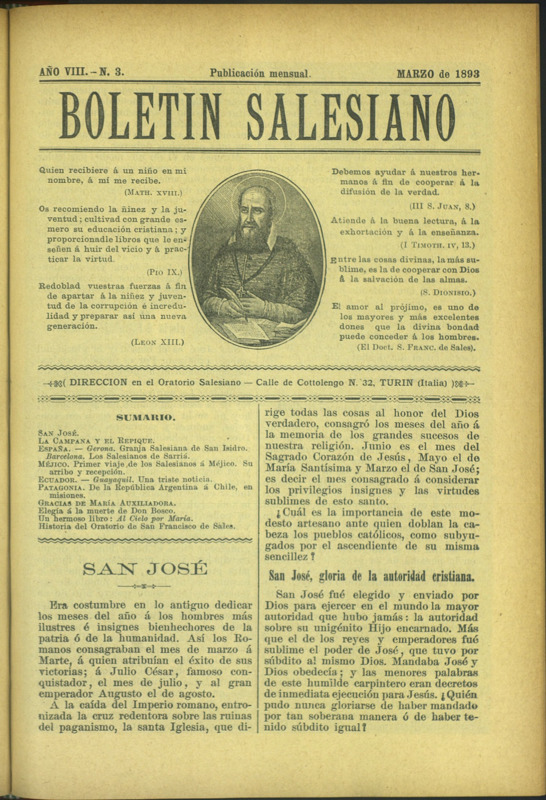 AÑO VIII. - N. 3.
Publicación mensual.
MARZO de 1893
BOLETIN SALESIANO
Quien recibiere á un niño en mi
nombre, á mí me recibe.
(MATH. XVIII.)
Os recomiendo la niñez y la ju-
ventud; cultivad con grande es-
mero su educación cristiana; y
proporcionadle libros que le en-
señen á huir del vicio y á prac-
ticar la virtud.
(PIO IX.)
Redoblad vuestras fuerzas á fin
de apartar á la niñez y juven-
tud de la corrupción é incredu-
lidad y preparar así una nueva
generación.
(LEON XIII.)
Debemos ayudar á nuestros her-
manos á fin de cooperar á la
difusión de la verdad.
(III S. JUAN, 8.)
Atiende á la buena lectura, á la
exhortación y á la enseñanza.
(I TIMOTH. IV, 13.)
Entre las cosas divinas, la más su-
blime, es la de cooperar con Dios
á la salvación de las almas.
(S. DIONISIO.)
El amor al prójimo, es uno de
los mayores y más excelentes
dones que la divina bondad
puede conceder á los hombres.
(El Doct. S. FRANC. de Sales).
( DIRECCION en el Oratorio Salesiano — Calle de Cottolengo N. 32, TURIN (Italia) )
SUMARIO.
SAN JOSÉ.
LA CAMPANA Y EL REPIQUE.
ESPAÑA. — Gerona. Granja Salesiana de San Isidro.
Barcelona. Los Salesianos de Sarriá.
MÉJICO. Primer viaje de los Salesianos á Méjico. Su
arribo y recepción.
ECUADOR. — Guayaquil. Una triste noticia.
PATAGONIA. De la República Argentina á Chile, en
misiones.
GRACIAS DE MARÍA AUXILIADORA.
Elegía á la muerte de Don Bosco.
Un hermoso libro: Al Cielo por María.
Historia del Oratorio de San Francisco de Sales.
SAN JOSÉ
Era costumbre en lo antiguo dedicar
los meses del año á los hombres más
ilustres é insignes bienhechores de la
patria ó de la humanidad. Así los Ro-
manos consagraban el mes de marzo á
Marte, á quien atribuían el éxito de sus
victorias; á Julio César, famoso con-
quistador, el mes de julio, y al gran
emperador Augusto el de agosto.
Á la caída del Imperio romano, entro-
nizada la cruz redentora sobre las ruinas
del paganismo, la santa Iglesia, que di-
rige todas las cosas al honor del Dios
verdadero, consagró los meses del año á
la memoria de los grandes sucesos de
nuestra religión. Junio es el mes del
Sagrado Corazón de Jesús, Mayo el de
María Santísima y Marzo el de San José;
es decir el mes consagrado á considerar
los privilegios insignes y las virtudes
sublimes de esto santo.
¿Cuál es la importancia de este mo-
desto artesano ante quien doblan la ca-
beza los pueblos católicos, como subyu-
gados por el ascendiente de su misma
sencillez?
San José, gloria de la autoridad cristiana.
San José fué elegido y enviado por
Dios para ejercer en el mundo la mayor
autoridad que hubo jamás: la autoridad
sobre su unigénito Hijo encarnado. Más
que el de los reyes y emperadores fué
sublime el poder de José, que tuvo por
súbdito al mismo Dios. Mandaba José y
Dios obedecía; y las menores palabras
de este humilde carpintero eran decretos
de inmediata ejecución para Jesús. ¿Quién
pudo nunca gloriarse de haber mandado
por tan soberana manera ó de haber te-
nido súbdito igual?